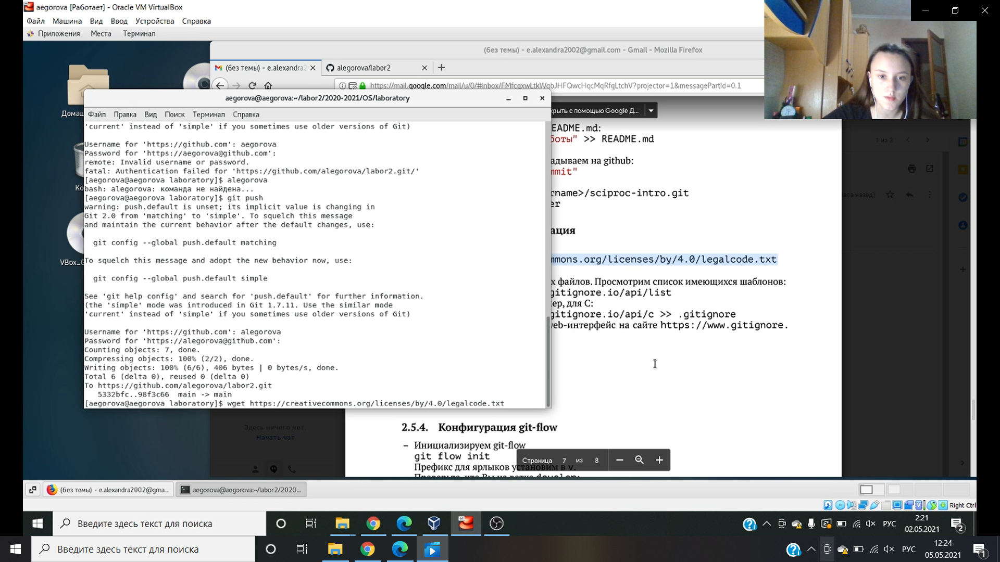 aegorova [Работает] - Oracle VM VirtualBox
Файл Машина Вид Ввод Устройства Справка
Приложения Места Терминал
(без темы) - e.alexandra2002@gmail.com - Gmail - Mozilla Firefox
(без темы) - e.alexandra2
alegorova/labor2
https://mail.google.com/mail/u/0/#inbox/FMfcgxwLtkWqbJHFQwcHqcMqRfgLtchV?projector=1&messagePartId=0.1
aegorova@aegorova:~/labor2/2020-2021/OS/laboratory
Файл Правка Вид Поиск Терминал Справка
'current' instead of 'simple' if you sometimes use older versions of Git)
Username for 'https://github.com': aegorova
Password for 'https://aegorova@github.com':
remote: Invalid username or password.
fatal: Authentication failed for 'https://github.com/alegorova/labor2.git/'
[aegorova@aegorova laboratory]$ alegorova
bash: alegorova: команда не найдена...
[aegorova@aegorova laboratory]$ git push
warning: push.default is unset; its implicit value is changing in
Git 2.0 from 'matching' to 'simple'. To squelch this message
and maintain the current behavior after the default changes, use:
git config --global push.default matching
To squelch this message and adopt the new behavior now, use:
git config --global push.default simple
See 'git help config' and search for 'push.default' for further information.
(the 'simple' mode was introduced in Git 1.7.11. Use the similar mode
'current' instead of 'simple' if you sometimes use older versions of Git)
Username for 'https://github.com': alegorova
Password for 'https://alegorova@github.com':
Counting objects: 7, done.
Compressing objects: 100% (2/2), done.
Writing objects: 100% (6/6), 406 bytes | 0 bytes/s, done.
Total 6 (delta 0), reused 0 (delta 0)
To https://github.com/alegorova/labor2.git
5332bfc..98f3c66 main -> main
[aegorova@aegorova laboratory]$ wget https://creativecommons.org/licenses/by/4.0/legalcode.txt
Домаш
Ко
VBox_G
крыть с помощью Google Д...
EADME.md:
боты" >> README.md
адываем на github:
mmit"
rname>/sciproc-intro.git
er
ация
mmons.org/licenses/by/4.0/legalcode.txt
х файлов. Просмотрим список имеющихся шаблонов:
gitignore.io/api/list
ер, для C:
gitignore.io/api/c >> .gitignore
web-интерфейс на сайте https://www.gitignore.
1 из 3
часа назад)
Здесь ничего нет.
Начать чат
2.5.4. Конфигурация git-flow
– Инициализируем git-flow
git flow init
Префикс для ярлыков установим в v.
Проверьте, что Вы на ветке develop:
Страница 7 из 8
(без темы) - e.alexandra2002@gma...
aegorova@aegorova:~/labor2/2020...
Right Ctrl
Введите здесь текст для поиска
РУС
2:21
02.05.2021
2
Введите здесь текст для поиска
РУС
12:24
05.05.2021
1